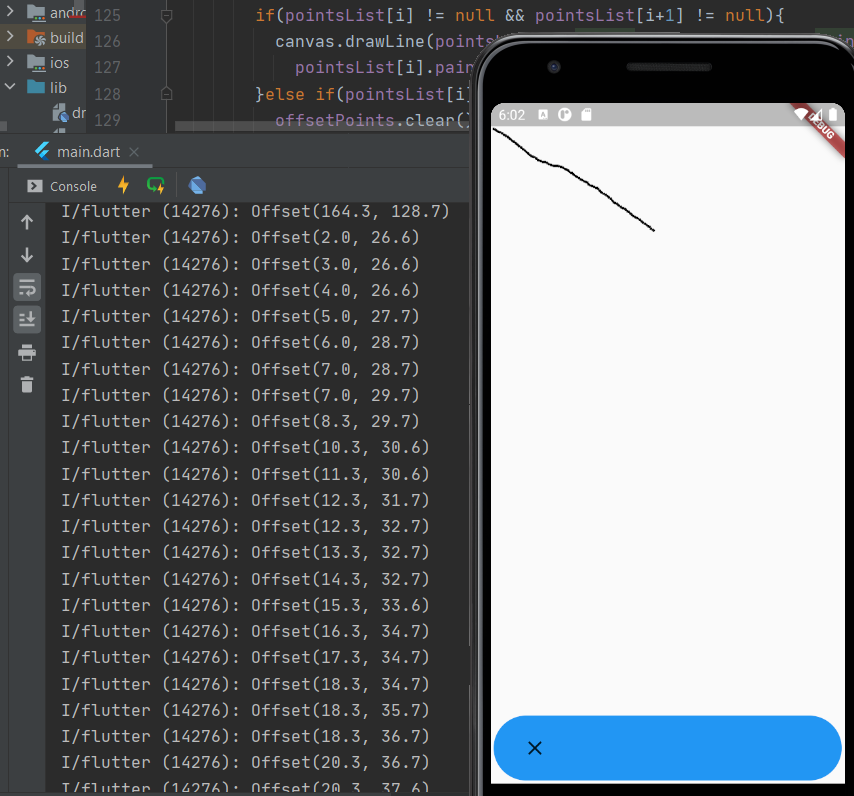 andro
build
ios
lib
dr
125 if(pointsList[i] != null && pointsList[i+1] != null){
126 canvas.drawLine(points
127 pointsList[i].pain
128 }else if(pointsList[i]
129 offsetPoints.clear()
n: main.dart
Console
I/flutter (14276): Offset(164.3, 128.7)
I/flutter (14276): Offset(2.0, 26.6)
I/flutter (14276): Offset(3.0, 26.6)
I/flutter (14276): Offset(4.0, 26.6)
I/flutter (14276): Offset(5.0, 27.7)
I/flutter (14276): Offset(6.0, 28.7)
I/flutter (14276): Offset(7.0, 28.7)
I/flutter (14276): Offset(7.0, 29.7)
I/flutter (14276): Offset(8.3, 29.7)
I/flutter (14276): Offset(10.3, 30.6)
I/flutter (14276): Offset(11.3, 30.6)
I/flutter (14276): Offset(12.3, 31.7)
I/flutter (14276): Offset(12.3, 32.7)
I/flutter (14276): Offset(13.3, 32.7)
I/flutter (14276): Offset(14.3, 32.7)
I/flutter (14276): Offset(15.3, 33.6)
I/flutter (14276): Offset(16.3, 34.7)
I/flutter (14276): Offset(17.3, 34.7)
I/flutter (14276): Offset(18.3, 34.7)
I/flutter (14276): Offset(18.3, 35.7)
I/flutter (14276): Offset(18.3, 36.7)
I/flutter (14276): Offset(20.3, 36.7)
I/flutter (14276): Offset(20.3, 37.6)
6:02
DEBUG